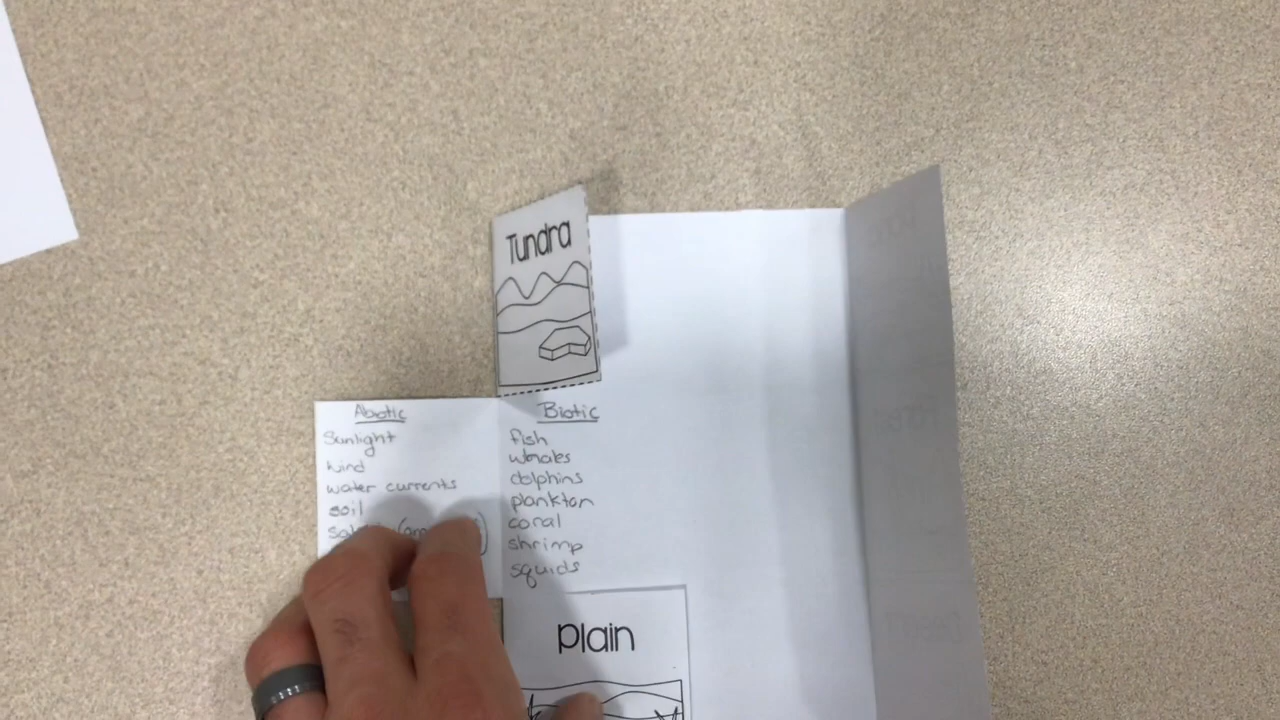 Tundra
Abiotic
Sunlight
wind
water currents
soil
Biotic
fish
whales
dolphins
plankton
coral
shrimp
squids
plain